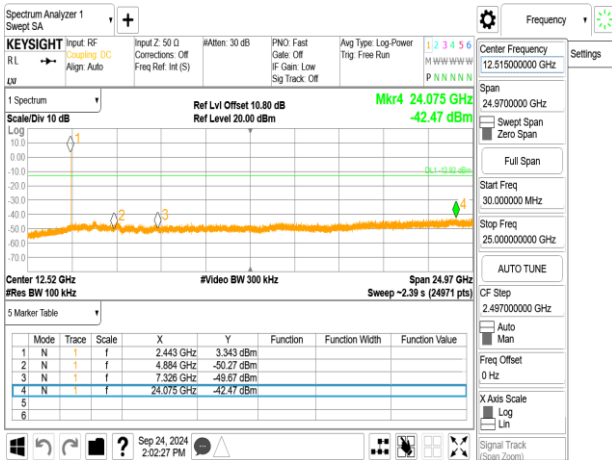 Spectrum Analyzer 1
Swept SA
Frequency
KEYSIGHT
RL
Input: RF
Coupling: DC
Align: Auto
Input Z: 50 Ω
Corrections: Off
Freq Ref: Int (S)
#Atten: 30 dB
PNO: Fast
Gate: Off
IF Gain: Low
Sig Track: Off
Avg Type: Log-Power
Trig: Free Run
1 2 3 4 5 6
M W W W W W
P N N N N N
1 Spectrum
Scale/Div 10 dB
Ref Lvl Offset 10.80 dB
Ref Level 20.00 dBm
Mkr4 24.075 GHz
-42.47 dBm
Log
10.0
0.00
-10.0
-20.0
-30.0
-40.0
-50.0
-60.0
-70.0
1
2
3
4
Center 12.52 GHz
#Res BW 100 kHz
#Video BW 300 kHz
Span 24.97 GHz
Sweep ~2.39 s (24971 pts)
5 Marker Table
Mode Trace Scale X Y Function Function Width Function Value
1 N 1 f 2.443 GHz 3.343 dBm
2 N 1 f 4.884 GHz -50.27 dBm
3 N 1 f 7.326 GHz -49.67 dBm
4 N 1 f 24.075 GHz -42.47 dBm
5
6
Sep 24, 2024
2:02:27 PM
Settings
Center Frequency
12.515000000 GHz
Span
24.9700000 GHz
Swept Span
Zero Span
Full Span
Start Freq
30.000000 MHz
Stop Freq
25.000000000 GHz
AUTO TUNE
CF Step
2.497000000 GHz
Auto
Man
Freq Offset
0 Hz
X Axis Scale
Log
Lin
Signal Track
(Span Zoom)